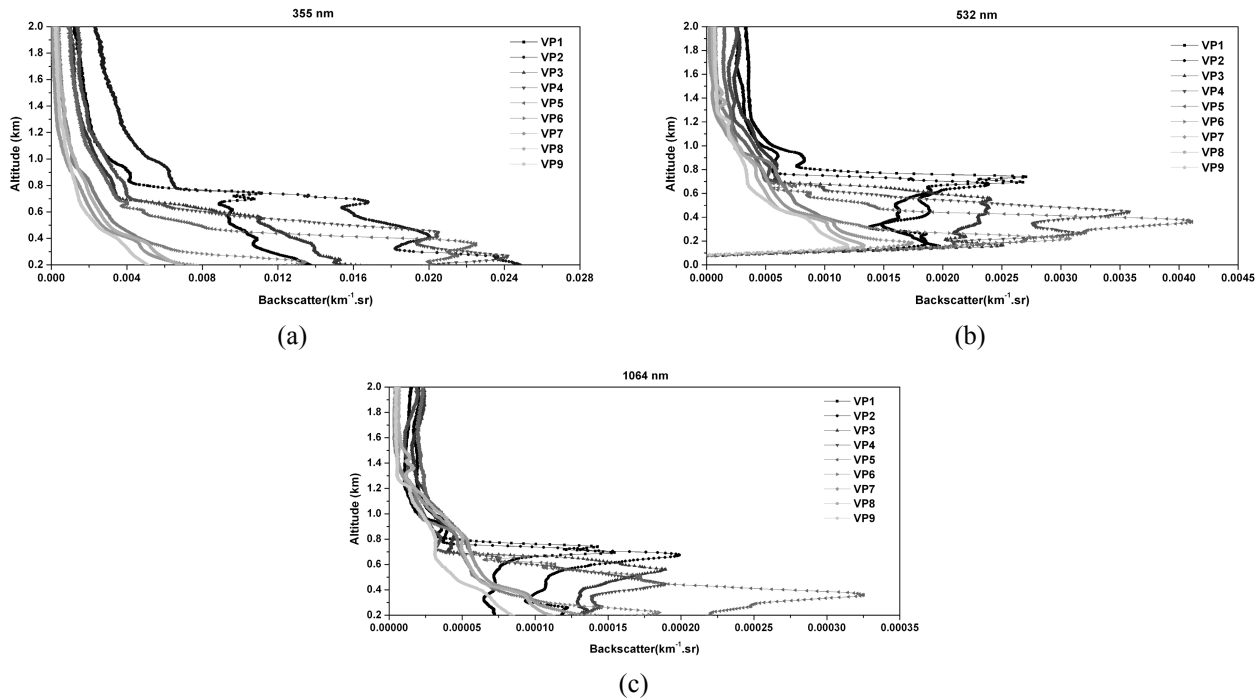 355 nm
2.0
1.8
1.6
1.4
1.2
1.0
0.8
0.6
0.4
0.2
Altitude (km)
0.000
0.004
0.008
0.012
0.016
0.020
0.024
0.028
Backscatter(km⁻¹.sr)
VP1
VP2
VP3
VP4
VP5
VP6
VP7
VP8
VP9
(a)
532 nm
2.0
1.8
1.6
1.4
1.2
1.0
0.8
0.6
0.4
0.2
0.0
Altitude (km)
0.0000
0.0005
0.0010
0.0015
0.0020
0.0025
0.0030
0.0035
0.0040
0.0045
Backscatter(km⁻¹.sr)
VP1
VP2
VP3
VP4
VP5
VP6
VP7
VP8
VP9
(b)
1064 nm
2.0
1.8
1.6
1.4
1.2
1.0
0.8
0.6
0.4
0.2
Altitude (km)
0.00000
0.00005
0.00010
0.00015
0.00020
0.00025
0.00030
0.00035
Backscatter(km⁻¹.sr)
VP1
VP2
VP3
VP4
VP5
VP6
VP7
VP8
VP9
(c)